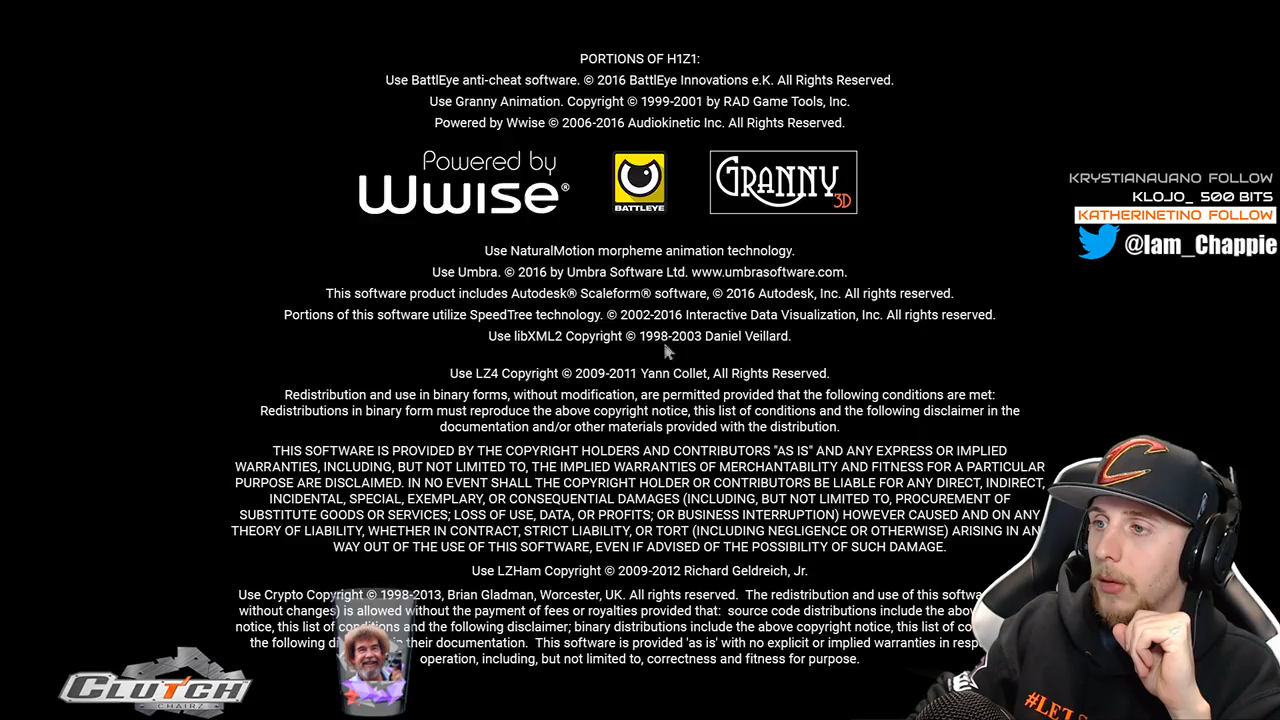 PORTIONS OF H1Z1:
Use BattlEye anti-cheat software. © 2016 BattlEye Innovations e.K. All Rights Reserved.
Use Granny Animation. Copyright © 1999-2001 by RAD Game Tools, Inc.
Powered by Wwise © 2006-2016 Audiokinetic Inc. All Rights Reserved.
Powered by
Wwise®
BATTLEYE
GRANNY
3D
KRYSTIANAUANO FOLLOW
KLOJO_ 500 BITS
KATHERINETINO FOLLOW
@Iam_Chappie
Use NaturalMotion morpheme animation technology.
Use Umbra. © 2016 by Umbra Software Ltd. www.umbrasoftware.com.
This software product includes Autodesk® Scaleform® software, © 2016 Autodesk, Inc. All rights reserved.
Portions of this software utilize SpeedTree technology. © 2002-2016 Interactive Data Visualization, Inc. All rights reserved.
Use libXML2 Copyright © 1998-2003 Daniel Veillard.
Use LZ4 Copyright © 2009-2011 Yann Collet, All Rights Reserved.
Redistribution and use in binary forms, without modification, are permitted provided that the following conditions are met:
Redistributions in binary form must reproduce the above copyright notice, this list of conditions and the following disclaimer in the
documentation and/or other materials provided with the distribution.
THIS SOFTWARE IS PROVIDED BY THE COPYRIGHT HOLDERS AND CONTRIBUTORS "AS IS" AND ANY EXPRESS OR IMPLIED
WARRANTIES, INCLUDING, BUT NOT LIMITED TO, THE IMPLIED WARRANTIES OF MERCHANTABILITY AND FITNESS FOR A PARTICULAR
PURPOSE ARE DISCLAIMED. IN NO EVENT SHALL THE COPYRIGHT HOLDER OR CONTRIBUTORS BE LIABLE FOR ANY DIRECT, INDIRECT,
INCIDENTAL, SPECIAL, EXEMPLARY, OR CONSEQUENTIAL DAMAGES (INCLUDING, BUT NOT LIMITED TO, PROCUREMENT OF
SUBSTITUTE GOODS OR SERVICES; LOSS OF USE, DATA, OR PROFITS; OR BUSINESS INTERRUPTION) HOWEVER CAUSED AND ON ANY
THEORY OF LIABILITY, WHETHER IN CONTRACT, STRICT LIABILITY, OR TORT (INCLUDING NEGLIGENCE OR OTHERWISE) ARISING IN AN
WAY OUT OF THE USE OF THIS SOFTWARE, EVEN IF ADVISED OF THE POSSIBILITY OF SUCH DAMAGE.
Use LZHam Copyright © 2009-2012 Richard Geldreich, Jr.
Use Crypto Copyright © 1998-2013, Brian Gladman, Worcester, UK. All rights reserved. The redistribution and use of this softwa
without changes) is allowed without the payment of fees or royalties provided that: source code distributions include the abov
notice, this list of conditions and the following disclaimer; binary distributions include the above copyright notice, this list of co
the following di in their documentation. This software is provided 'as is' with no explicit or implied warranties in resp
operation, including, but not limited to, correctness and fitness for purpose.
CLUTCH
CHAIRZ
C
#LETS